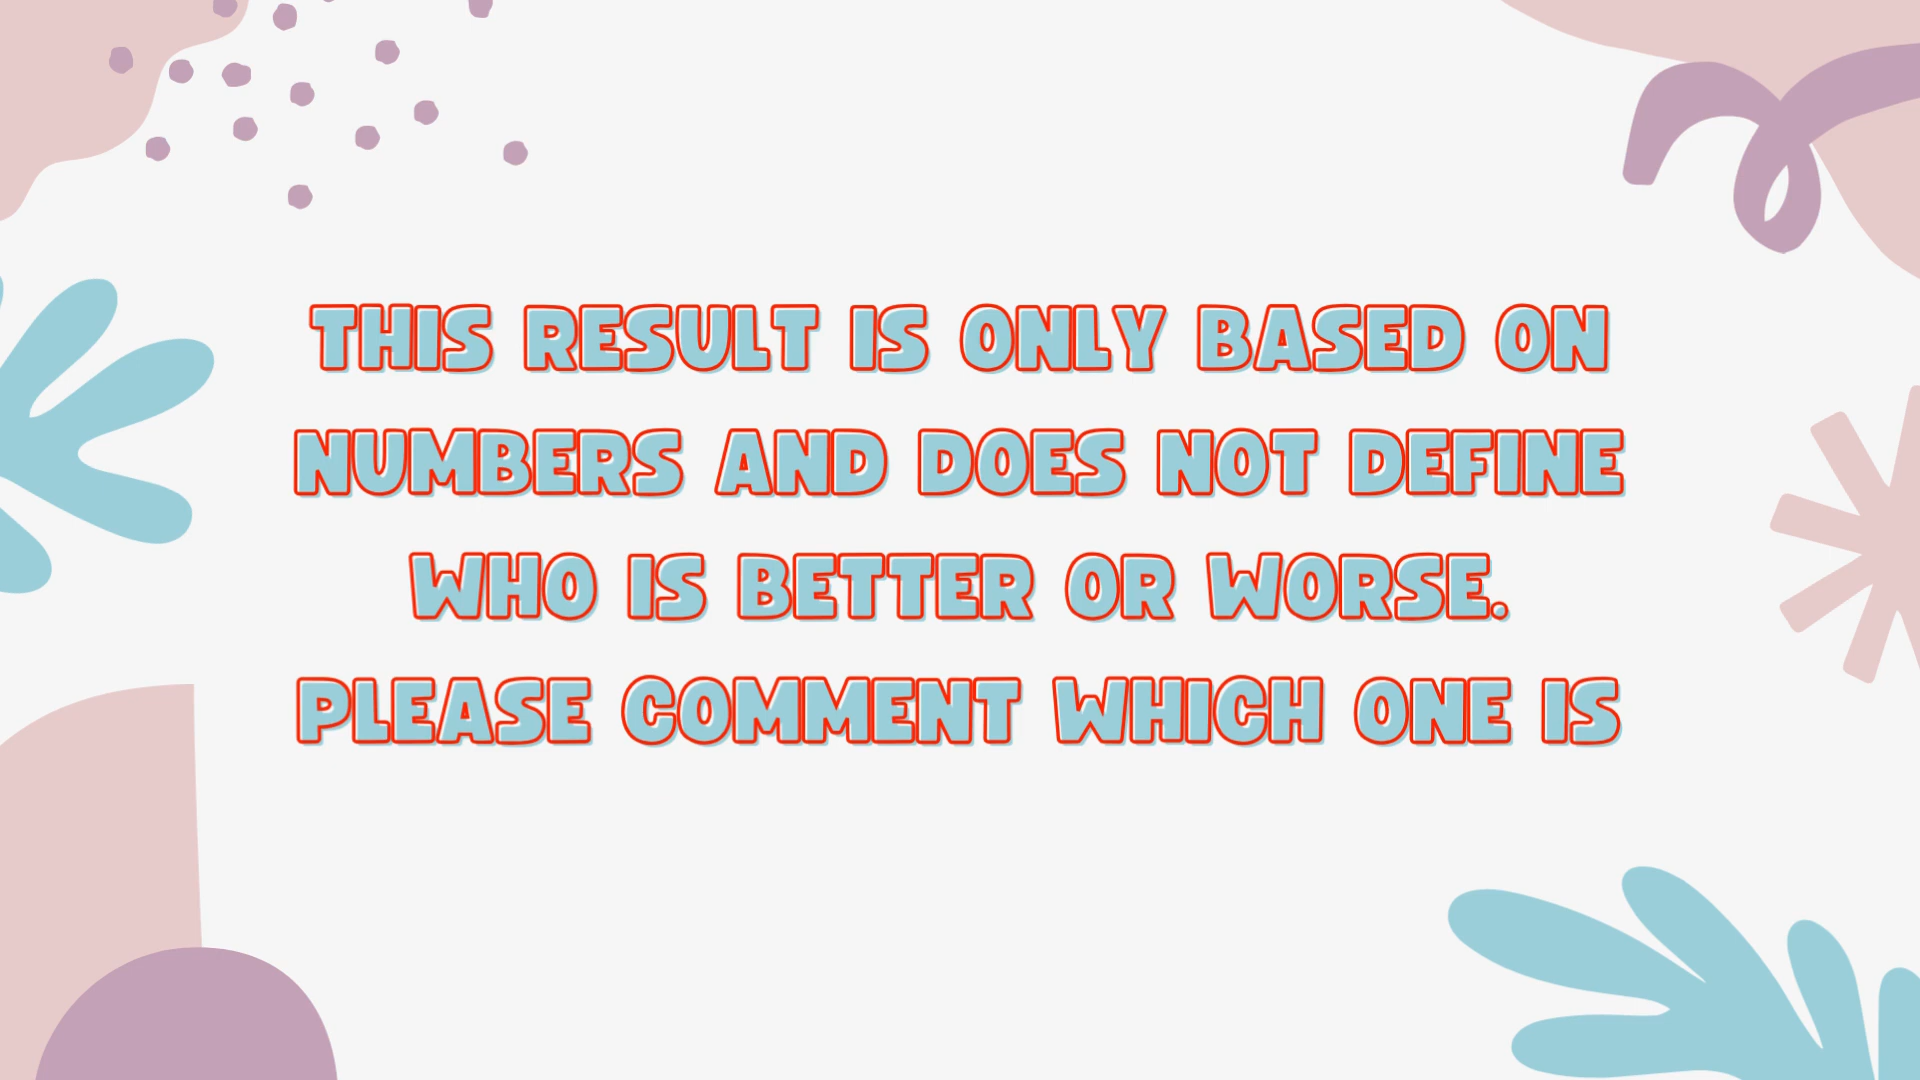 THIS RESULT IS ONLY BASED ON
NUMBERS AND DOES NOT DEFINE
WHO IS BETTER OR WORSE.
PLEASE COMMENT WHICH ONE IS